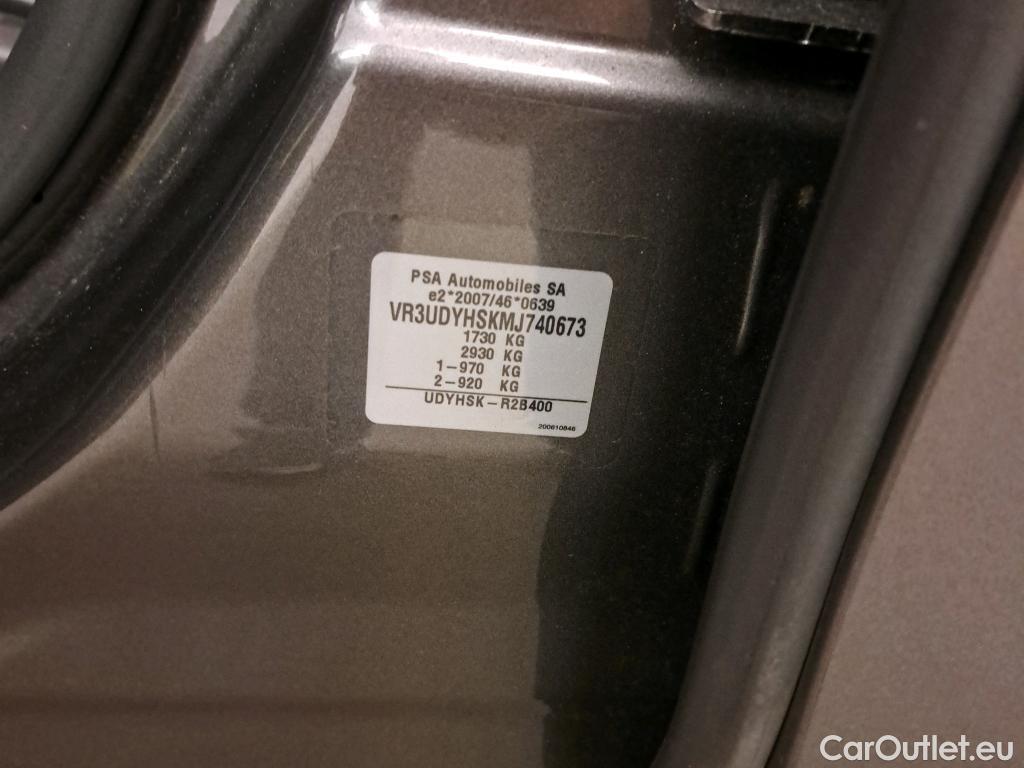 PSA Automobiles SA
e2*2007/46*0639
VR3UDYHSKMJ740673
1730 KG
2930 KG
1-970 KG
2-920 KG
UDYHSK-R2B400
200610846
CarOutlet.eu